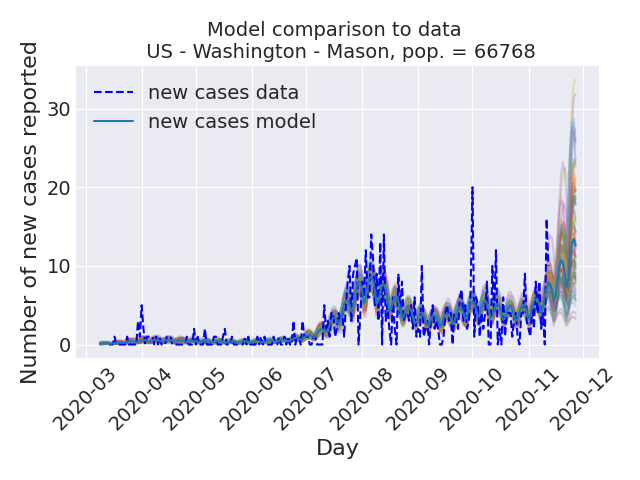 Model comparison to data
US - Washington - Mason, pop. = 66768
Number of new cases reported
new cases data
new cases model
30
20
10
0
2020-03
2020-04
2020-05
2020-06
2020-07
2020-08
2020-09
2020-10
2020-11
2020-12
Day